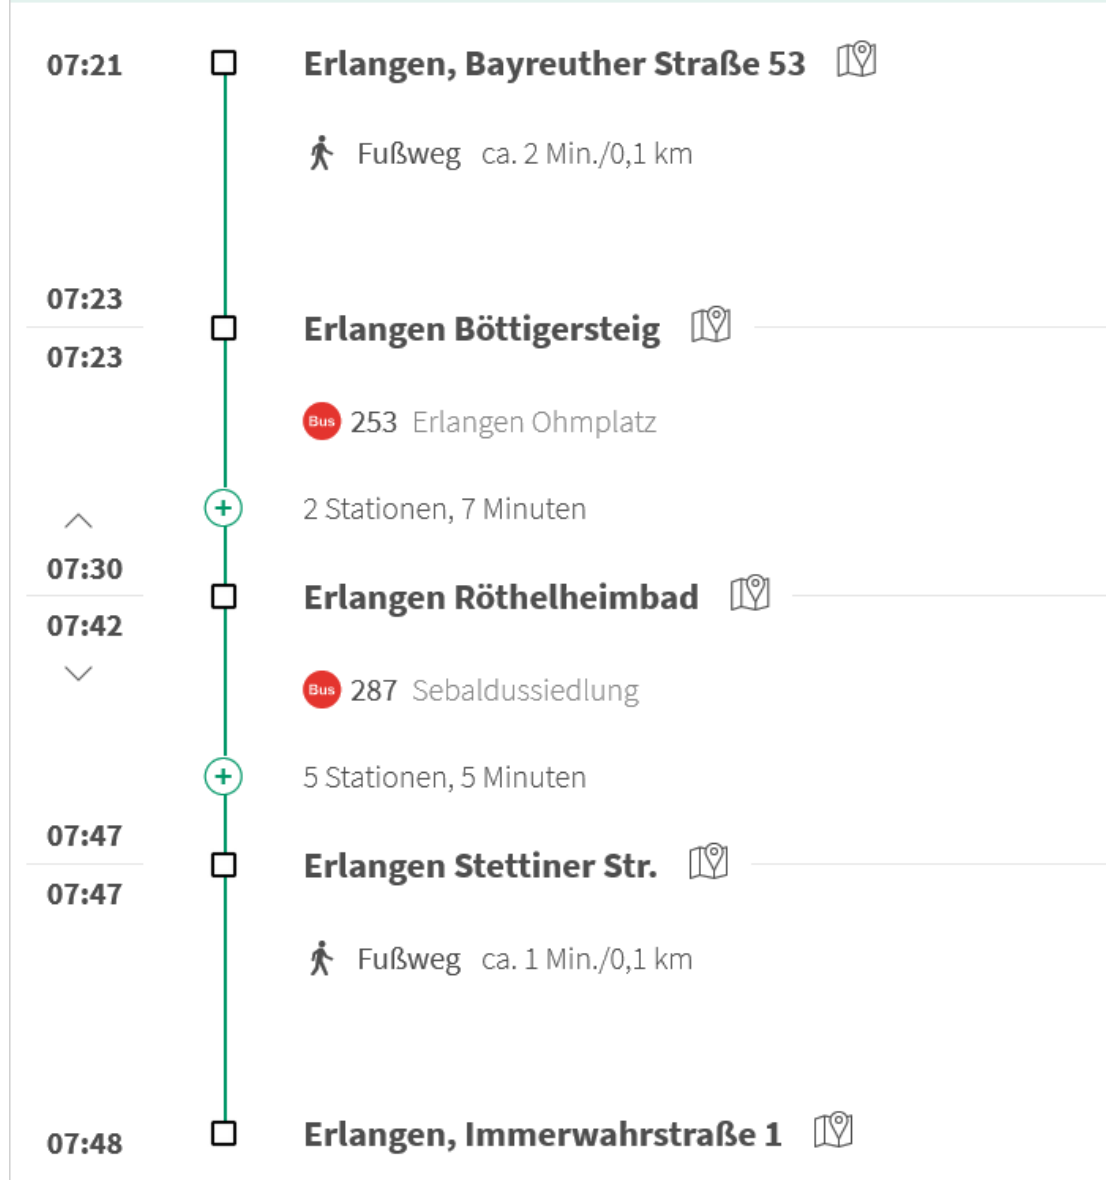 07:21 Erlangen, Bayreuther Straße 53
Fußweg ca. 2 Min./0,1 km
07:23
Erlangen Böttigersteig
07:23
Bus 253 Erlangen Ohmplatz
2 Stationen, 7 Minuten
07:30
Erlangen Röthelheimbad
07:42
Bus 287 Sebaldussiedlung
5 Stationen, 5 Minuten
07:47
Erlangen Stettiner Str.
07:47
Fußweg ca. 1 Min./0,1 km
07:48 Erlangen, Immerwahrstraße 1